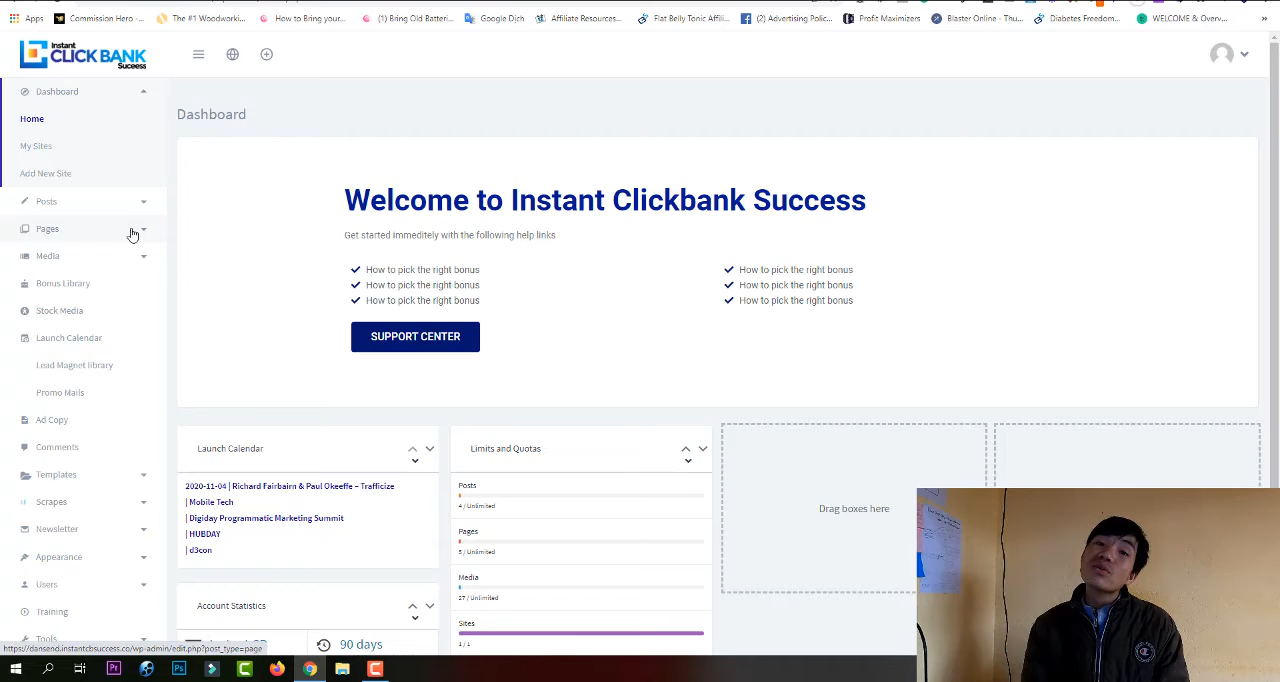 Apps
Commission Hero -...
The #1 Woodworki...
How to Bring your...
(1) Bring Old Batteri...
Google Dịch
Affiliate Resources...
Flat Belly Tonic Affili...
(2) Advertising Polic...
Profit Maximizers
Blaster Online - Thu...
Diabetes Freedom...
WELCOME & Overv...
»
Instant
CLICK BANK
Success
Dashboard
Home
My Sites
Add New Site
Posts
Pages
Media
Bonus Library
Stock Media
Launch Calendar
Lead Magnet library
Promo Mails
Ad Copy
Comments
Templates
Scrapes
Newsletter
Appearance
Users
Training
Tools
Dashboard
Welcome to Instant Clickbank Success
Get started immeditely with the following help links
How to pick the right bonus
How to pick the right bonus
How to pick the right bonus
How to pick the right bonus
How to pick the right bonus
How to pick the right bonus
SUPPORT CENTER
Launch Calendar
2020-11-04 | Richard Fairbairn & Paul Okeeffe – Trafficize
| Mobile Tech
| Digiday Programmatic Marketing Summit
| HUBDAY
| d3con
Account Statistics
90 days
Limits and Quotas
Posts
4 / Unlimited
Pages
5 / Unlimited
Media
27 / Unlimited
Sites
1 / 1
Drag boxes here
https://dansend.instantcbsuccess.co/wp-admin/edit.php?post_type=page
Pr
Ps